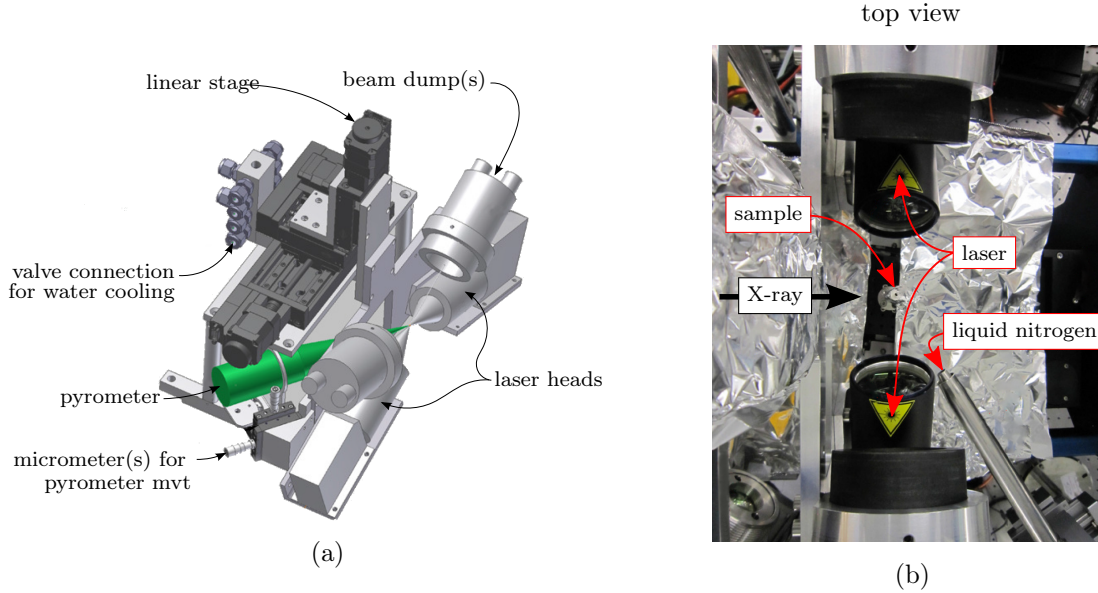 top view
linear stage
beam dump(s)
valve connection
for water cooling
pyrometer
laser heads
micrometer(s) for
pyrometer mvt
(a)
sample
laser
X-ray
liquid nitrogen
(b)